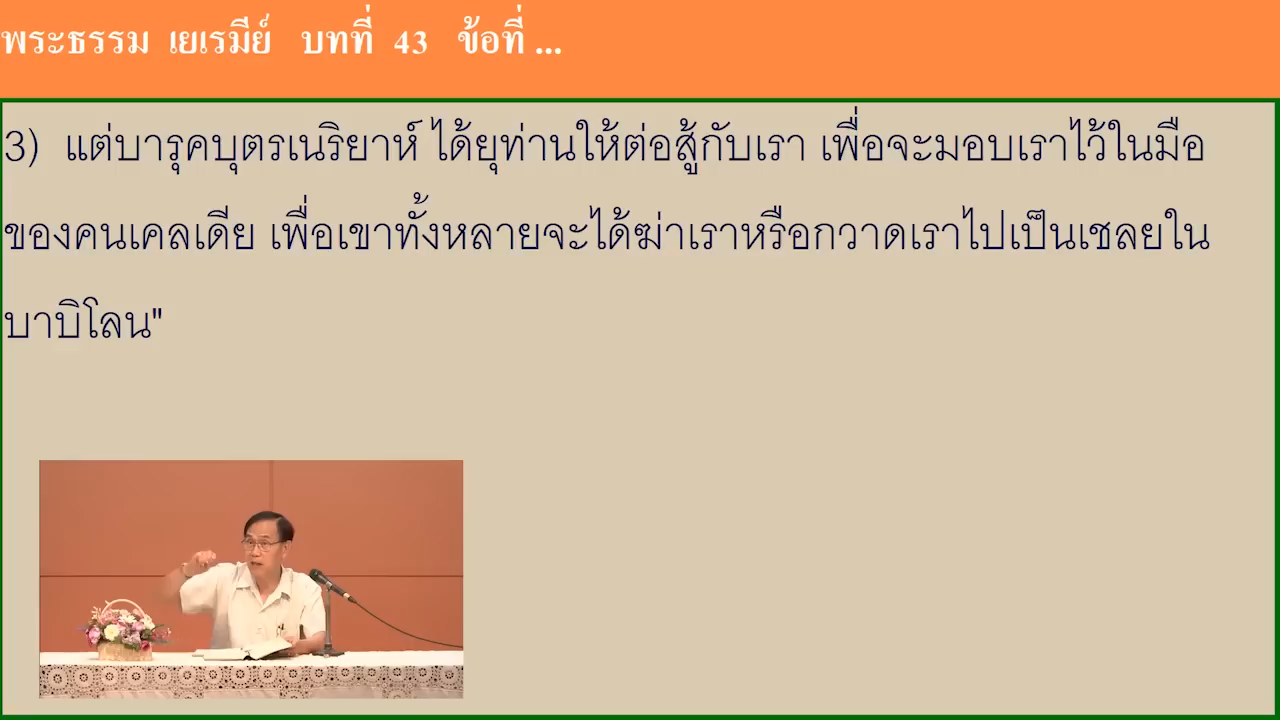 พระธรรม เยเรมีย์ บทที่ 43 ข้อที่ ...
3) แต่บารุคบุตรเนริยาห์ ได้ยุท่านให้ต่อสู้กับเรา เพื่อจะมอบเราไว้ในมือ
ของคนเคลเดีย เพื่อเขาทั้งหลายจะได้ฆ่าเราหรือกวาดเราไปเป็นเชลยใน
บาบิโลน"